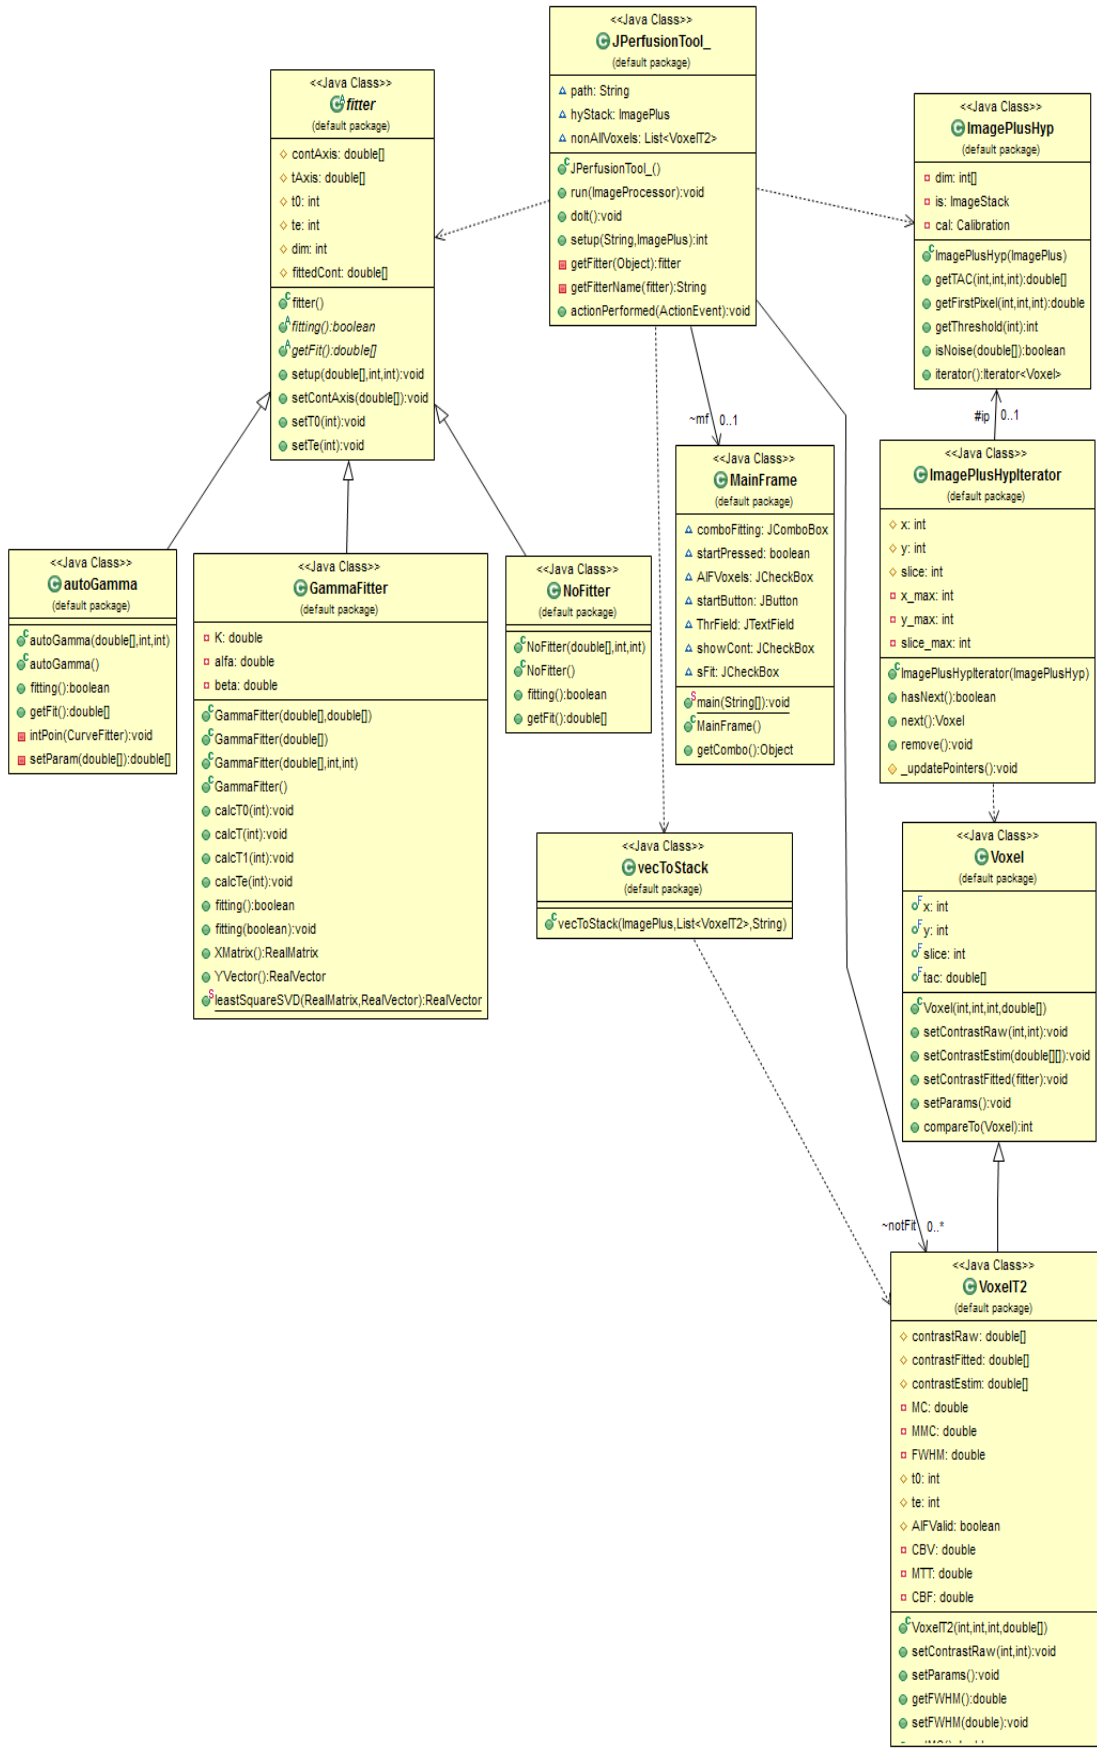 <<Java Class>>
JPerfusionTool_
(default package)
path: String
hyStack: ImagePlus
nonAllVoxels: List<VoxelT2>
JPerfusionTool_()
run(ImageProcessor):void
doIt():void
setup(String,ImagePlus):int
getFitter(Object):fitter
getFitterName(fitter):String
actionPerformed(ActionEvent):void
<<Java Class>>
fitter
(default package)
contAxis: double[]
tAxis: double[]
t0: int
te: int
dim: int
fittedCont: double[]
fitter()
fitting():boolean
getFit():double[]
setup(double[],int,int):void
setContAxis(double[]):void
setT0(int):void
setTe(int):void
<<Java Class>>
ImagePlusHyp
(default package)
dim: int[]
is: ImageStack
cal: Calibration
ImagePlusHyp(ImagePlus)
getTAC(int,int,int):double[]
getFirstPixel(int,int,int):double
getThreshold(int):int
isNoise(double[]):boolean
iterator():Iterator<Voxel>
~mf 0..1
#ip 0..1
<<Java Class>>
MainFrame
(default package)
comboFitting: JComboBox
startPressed: boolean
AIFVoxels: JCheckBox
startButton: JButton
ThrField: JTextField
showCont: JCheckBox
sFit: JCheckBox
main(String[]):void
MainFrame()
getCombo():Object
<<Java Class>>
ImagePlusHypIterator
(default package)
x: int
y: int
slice: int
x_max: int
y_max: int
slice_max: int
ImagePlusHypIterator(ImagePlusHyp)
hasNext():boolean
next():Voxel
remove():void
_updatePointers():void
<<Java Class>>
autoGamma
(default package)
autoGamma(double[],int,int)
autoGamma()
fitting():boolean
getFit():double[]
intPoin(CurveFitter):void
setParam(double[]):double[]
<<Java Class>>
GammaFitter
(default package)
K: double
alfa: double
beta: double
GammaFitter(double[],double[])
GammaFitter(double[])
GammaFitter(double[],int,int)
GammaFitter()
calcT0(int):void
calcT(int):void
calcT1(int):void
calcTe(int):void
fitting():boolean
fitting(boolean):void
XMatrix():RealMatrix
YVector():RealVector
leastSquareSVD(RealMatrix,RealVector):RealVector
<<Java Class>>
NoFitter
(default package)
NoFitter(double[],int,int)
NoFitter()
fitting():boolean
getFit():double[]
<<Java Class>>
vecToStack
(default package)
vecToStack(ImagePlus,List<VoxelT2>,String)
<<Java Class>>
Voxel
(default package)
x: int
y: int
slice: int
tac: double[]
Voxel(int,int,int,double[])
setContrastRaw(int,int):void
setContrastEstim(double[][]):void
setContrastFitted(fitter):void
setParams():void
compareTo(Voxel):int
~notFit 0..*
<<Java Class>>
VoxelT2
(default package)
contrastRaw: double[]
contrastFitted: double[]
contrastEstim: double[]
MC: double
MMC: double
FWHM: double
t0: int
te: int
AIFValid: boolean
CBV: double
MTT: double
CBF: double
VoxelT2(int,int,int,double[])
setContrastRaw(int,int):void
setParams():void
getFWHM():double
setFWHM(double):void